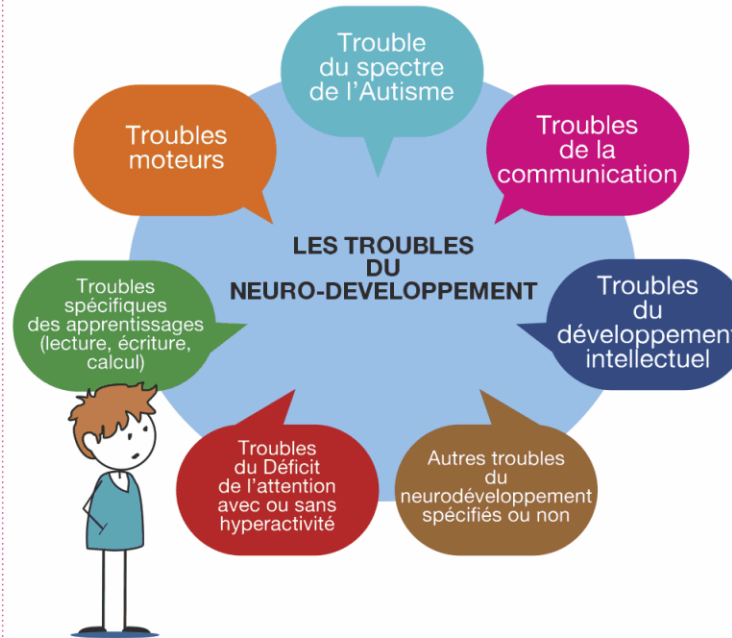 Trouble
du spectre
de l'Autisme
Troubles
moteurs
Troubles
de la
communication
LES TROUBLES
DU
NEURO-DEVELOPPEMENT
Troubles
spécifiques
des apprentissages
(lecture, écriture,
calcul)
Troubles
du
développement
intellectuel
Troubles
du Déficit
de l'attention
avec ou sans
hyperactivité
Autres troubles
du
neurodéveloppement
spécifiés ou non